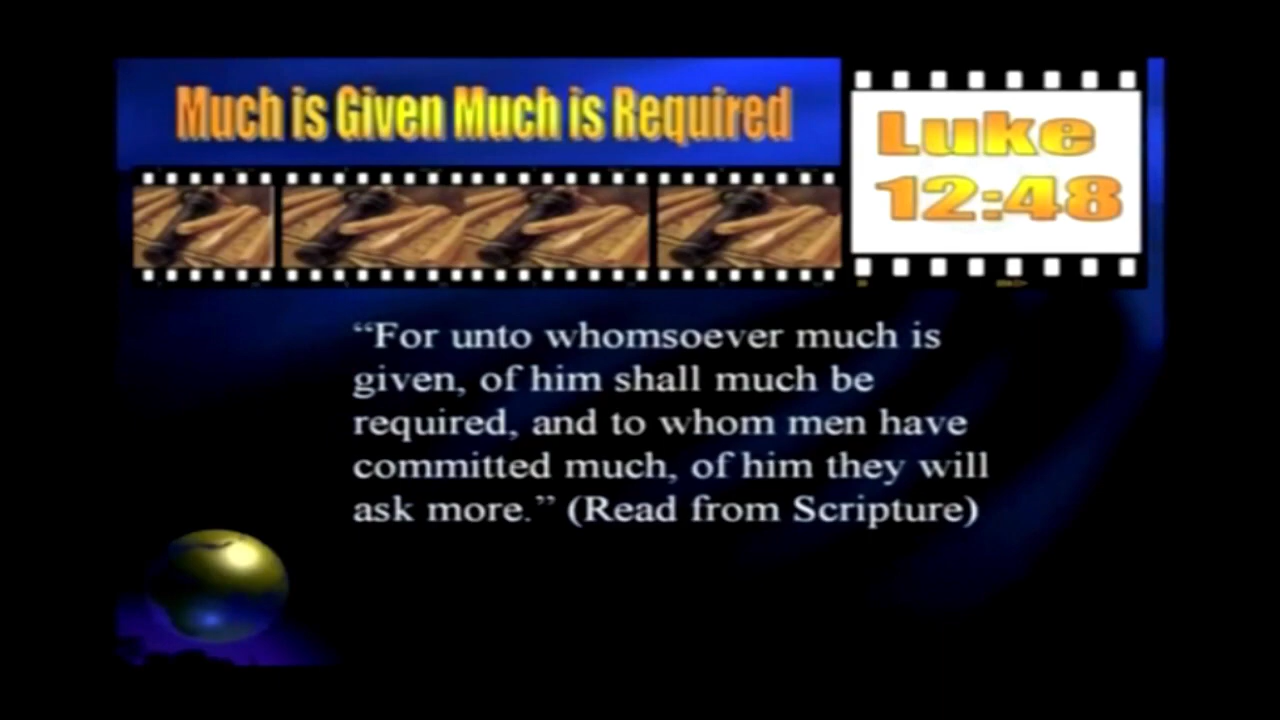 Much is Given Much is Required
Luke
12:48
“For unto whomsoever much is
given, of him shall much be
required, and to whom men have
committed much, of him they will
ask more.” (Read from Scripture)